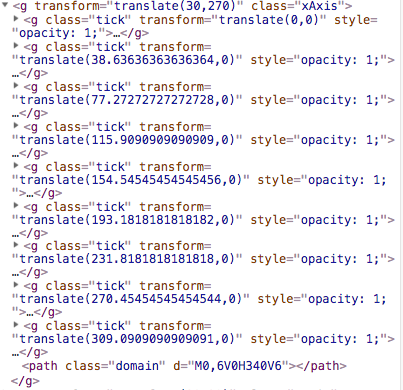 ▼<g transform="translate(30,270)" class="xAxis">
▶<g class="tick" transform="translate(0,0)" style=
"opacity: 1;">…</g>
▶<g class="tick" transform=
"translate(38.63636363636364,0)" style="opacity: 1;">
…</g>
▶<g class="tick" transform=
"translate(77.27272727272728,0)" style="opacity: 1;">
…</g>
▶<g class="tick" transform=
"translate(115.9090909090909,0)" style="opacity: 1;">
…</g>
▶<g class="tick" transform=
"translate(154.54545454545456,0)" style="opacity: 1;
">…</g>
▶<g class="tick" transform=
"translate(193.1818181818182,0)" style="opacity: 1;">
…</g>
▶<g class="tick" transform=
"translate(231.8181818181818,0)" style="opacity: 1;">
…</g>
▶<g class="tick" transform=
"translate(270.45454545454544,0)" style="opacity: 1;
">…</g>
▶<g class="tick" transform=
"translate(309.0909090909091,0)" style="opacity: 1;">
…</g>
<path class="domain" d="M0,6V0H340V6"></path>
</g>